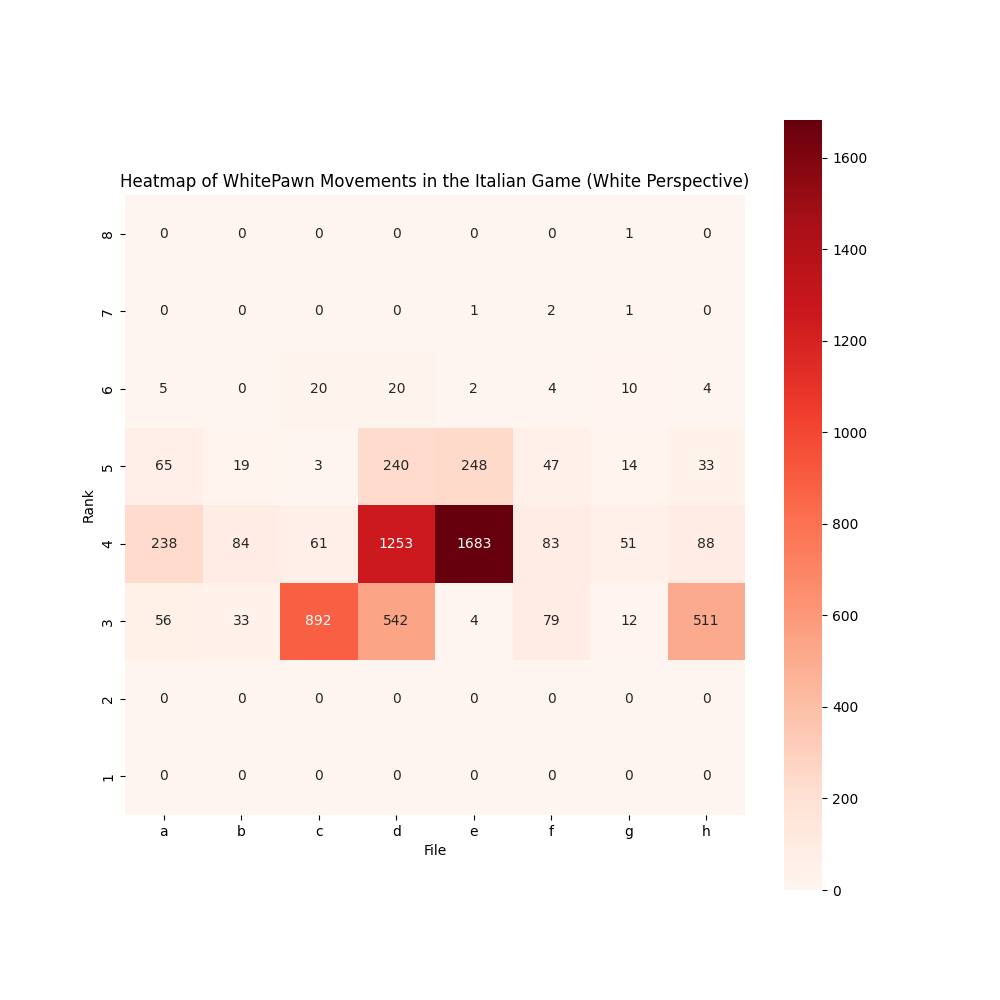 Heatmap of WhitePawn Movements in the Italian Game (White Perspective)
8 0 0 0 0 0 0 1 0
7 0 0 0 0 1 2 1 0
6 5 0 20 20 2 4 10 4
5 65 19 3 240 248 47 14 33
Rank
4 238 84 61 1253 1683 83 51 88
3 56 33 892 542 4 79 12 511
2 0 0 0 0 0 0 0 0
1 0 0 0 0 0 0 0 0
a b c d e f g h
File
1600
1400
1200
1000
800
600
400
200
0